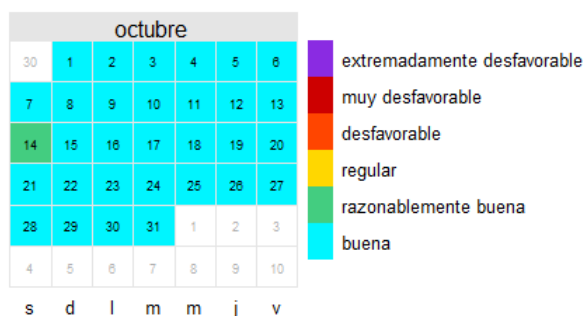 octubre
30 1 2 3 4 5 6
7 8 9 10 11 12 13
14 15 16 17 18 19 20
21 22 23 24 25 26 27
28 29 30 31 1 2 3
4 5 6 7 8 9 10
s d l m m j v
extremadamente desfavorable
muy desfavorable
desfavorable
regular
razonablemente buena
buena